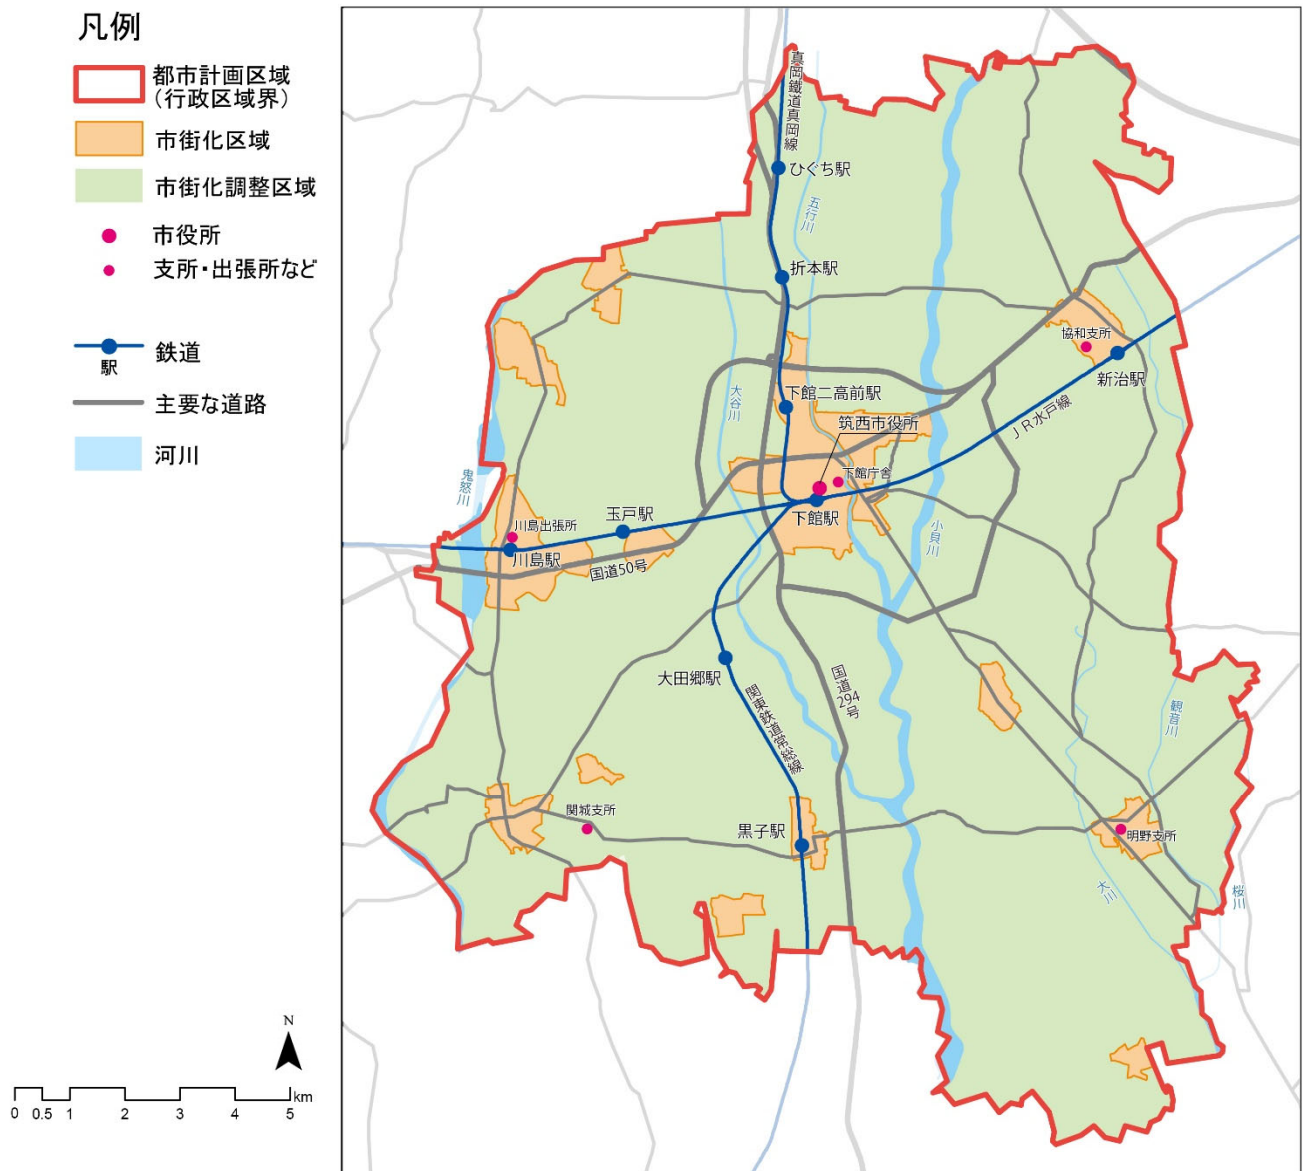 凡例
都市計画区域
（行政区域界）
市街化区域
市街化調整区域
市役所
支所・出張所など
鉄道
駅
主要な道路
河川
N
0 0.5 1 2 3 4 5 km
真岡鐵道真岡線
ひぐち駅
五行川
折本駅
協和支所
新治駅
大谷川
下館二高前駅
筑西市役所
ＪＲ水戸線
鬼怒川
下館庁舎
下館駅
玉戸駅
川島出張所
川島駅
国道50号
小貝川
大田郷駅
国道294号
関東鉄道常総線
観音川
関城支所
黒子駅
明野支所
大川
桜川